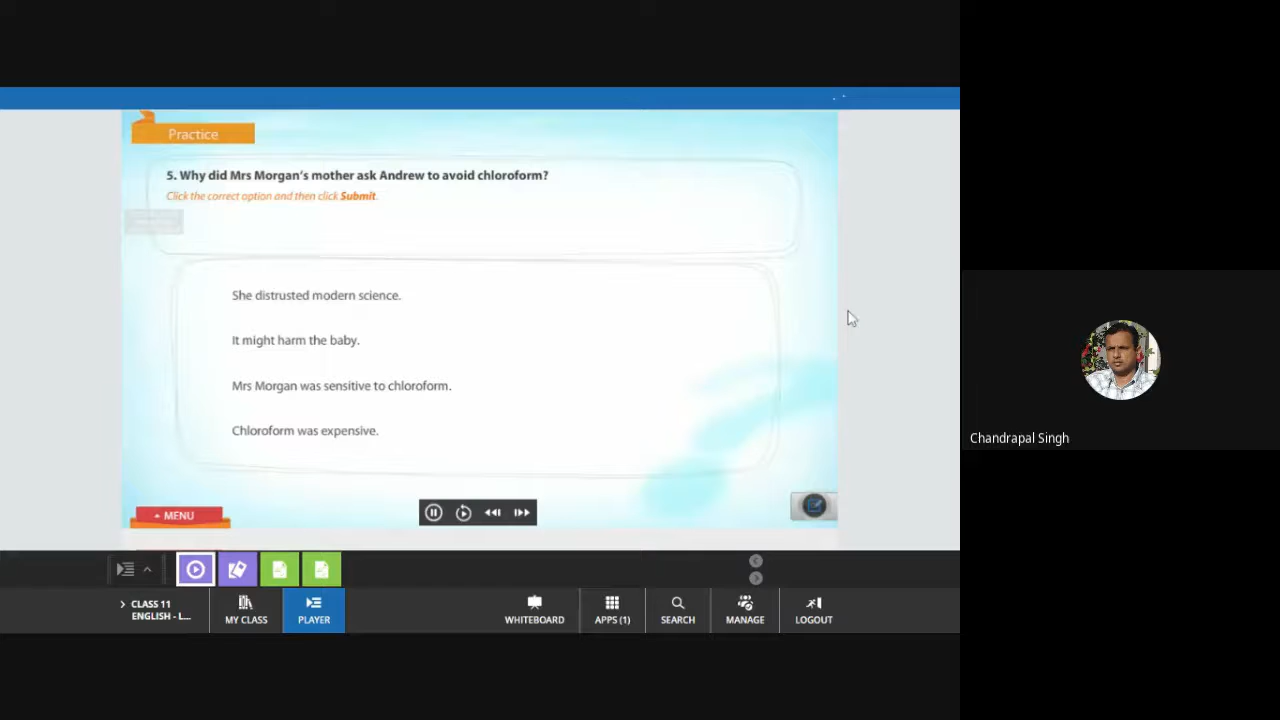 Practice
5. Why did Mrs Morgan's mother ask Andrew to avoid chloroform?
Click the correct option and then click Submit.
She distrusted modern science.
It might harm the baby.
Mrs Morgan was sensitive to chloroform.
Chloroform was expensive.
MENU
CLASS 11
ENGLISH - L...
MY CLASS
PLAYER
WHITEBOARD
APPS (1)
SEARCH
MANAGE
LOGOUT
Chandrapal Singh